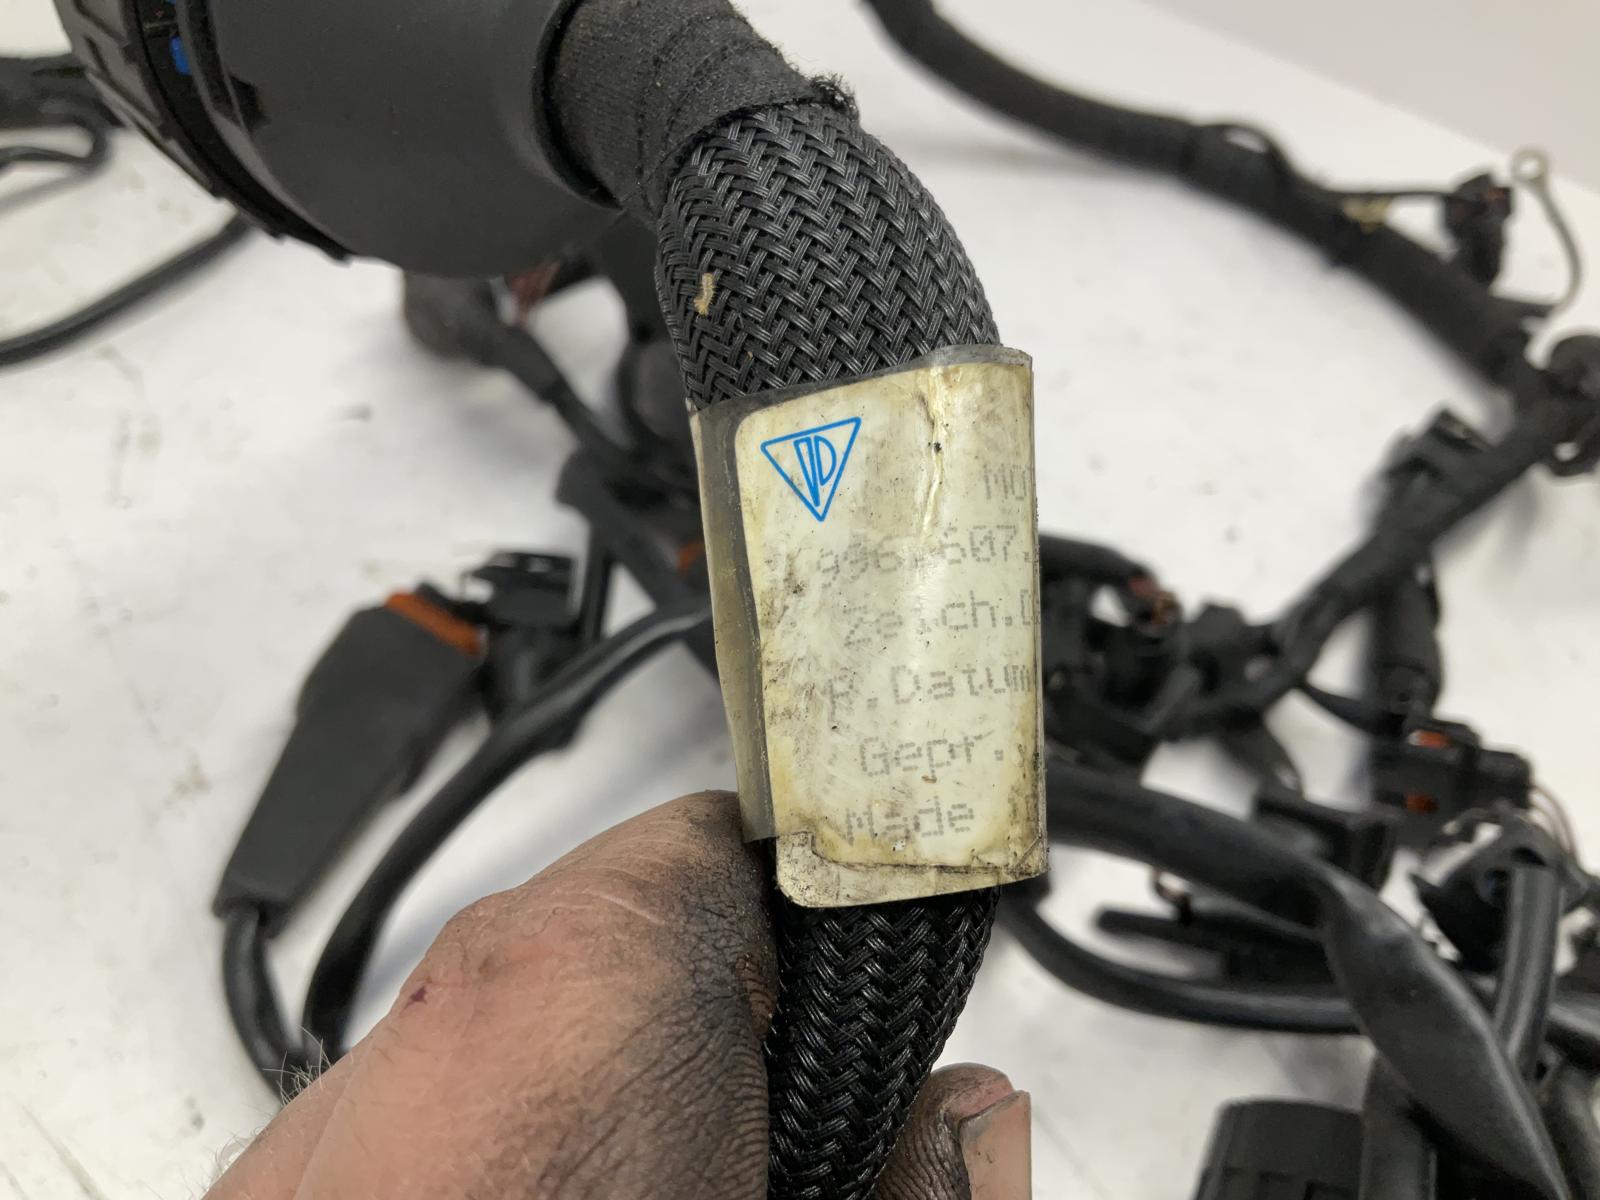 MO
996.607.
Zeich.
P.Datum
Gepr.
Made